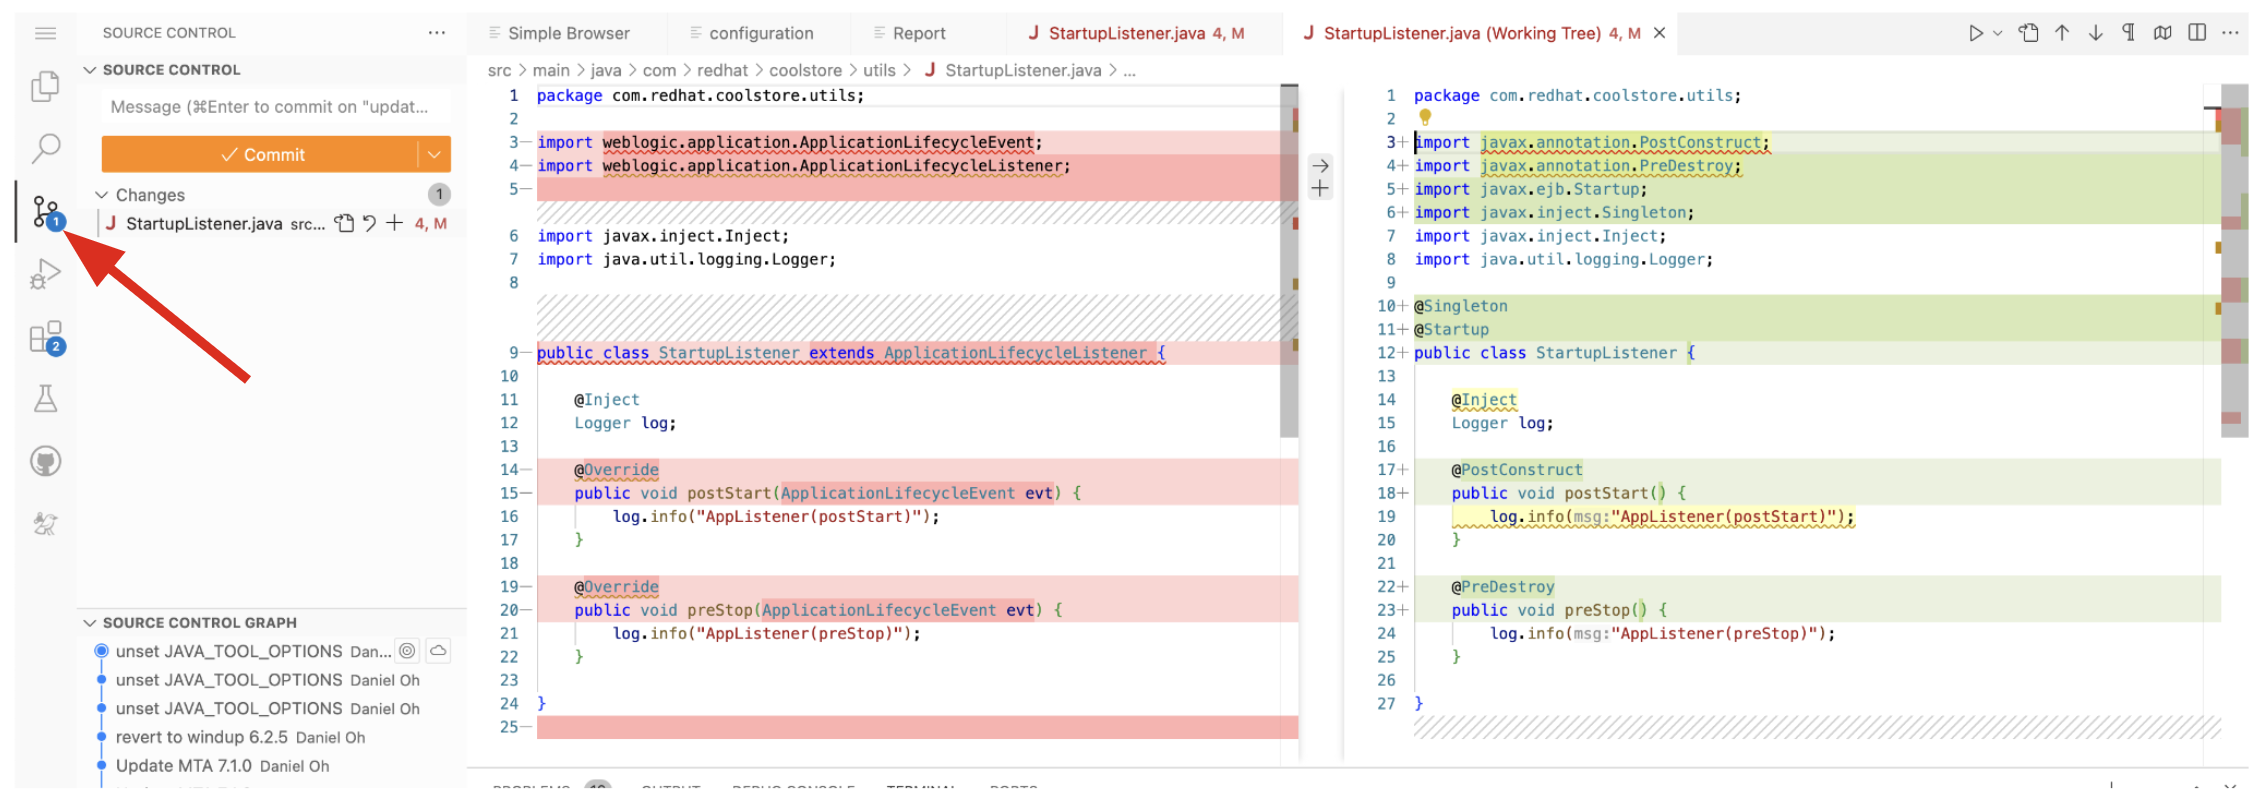 SOURCE CONTROL
SOURCE CONTROL
Message (⌘Enter to commit on "updat...
Commit
Changes 1
J StartupListener.java src... 4, M
1
2
SOURCE CONTROL GRAPH
unset JAVA_TOOL_OPTIONS Dan...
unset JAVA_TOOL_OPTIONS Daniel Oh
unset JAVA_TOOL_OPTIONS Daniel Oh
revert to windup 6.2.5 Daniel Oh
Update MTA 7.1.0 Daniel Oh
Simple Browser
configuration
Report
J StartupListener.java 4, M
J StartupListener.java (Working Tree) 4, M
src > main > java > com > redhat > coolstore > utils > J StartupListener.java > ...
1 package com.redhat.coolstore.utils;
2
3— import weblogic.application.ApplicationLifecycleEvent;
4— import weblogic.application.ApplicationLifecycleListener;
5—
6 import javax.inject.Inject;
7 import java.util.logging.Logger;
8
9— public class StartupListener extends ApplicationLifecycleListener {
10
11 @Inject
12 Logger log;
13
14— @Override
15— public void postStart(ApplicationLifecycleEvent evt) {
16 log.info("AppListener(postStart)");
17 }
18
19— @Override
20— public void preStop(ApplicationLifecycleEvent evt) {
21 log.info("AppListener(preStop)");
22 }
23
24 }
25—
1 package com.redhat.coolstore.utils;
2
3+ import javax.annotation.PostConstruct;
4+ import javax.annotation.PreDestroy;
5+ import javax.ejb.Startup;
6+ import javax.inject.Singleton;
7 import javax.inject.Inject;
8 import java.util.logging.Logger;
9
10+ @Singleton
11+ @Startup
12+ public class StartupListener {
13
14 @Inject
15 Logger log;
16
17+ @PostConstruct
18+ public void postStart() {
19 log.info(msg:"AppListener(postStart)");
20 }
21
22+ @PreDestroy
23+ public void preStop() {
24 log.info(msg:"AppListener(preStop)");
25 }
26
27 }
PROBLEMS OUTPUT DEBUG CONSOLE TERMINAL PORTS